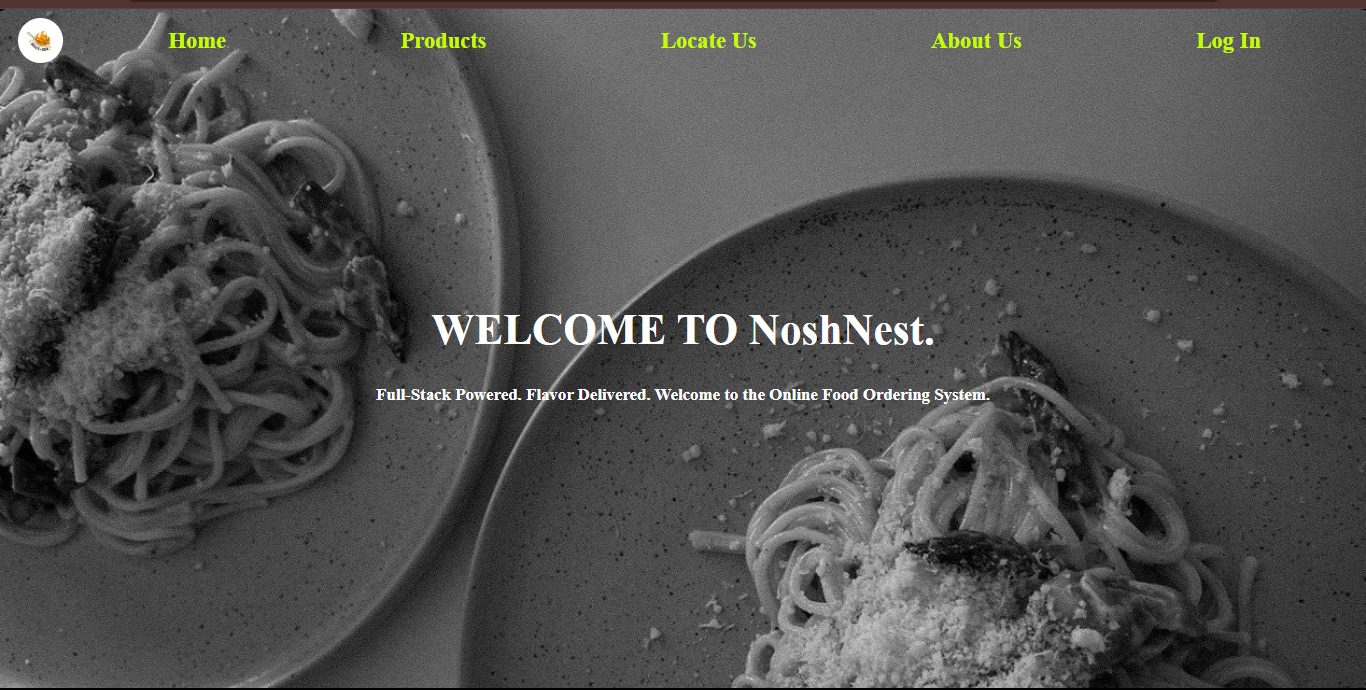 Home
Products
Locate Us
About Us
Log In
WELCOME TO NoshNest.
Full-Stack Powered. Flavor Delivered. Welcome to the Online Food Ordering System.